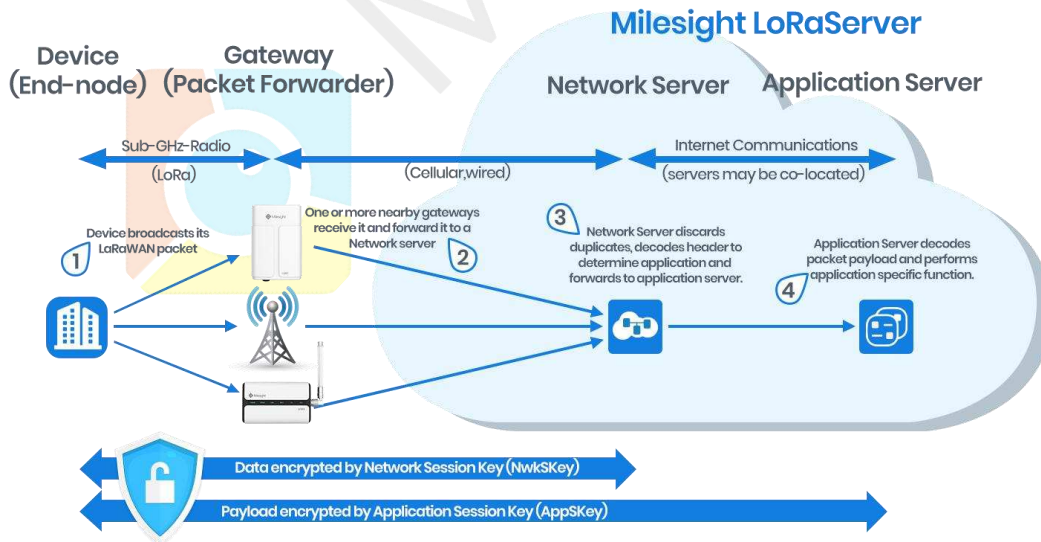 Milesight LoRaServer
Device
(End-node)
Gateway
(Packet Forwarder)
Network Server
Application Server
Sub-GHz-Radio
(LoRa)
(Cellular,wired)
Internet Communications
(servers may be co-located)
1
Device broadcasts its
LaRaWAN packet
One or more nearby gateways
receive it and forward it to a
Network server
2
3
Network Server discards
duplicates, decodes header to
determine application and
forwards to application server.
4
Application Server decodes
packet payload and performs
application specific function.
Milesight
Milesight
Data encrypted by Network Session Key (NwkSKey)
Payload encrypted by Application Session Key (AppSKey)